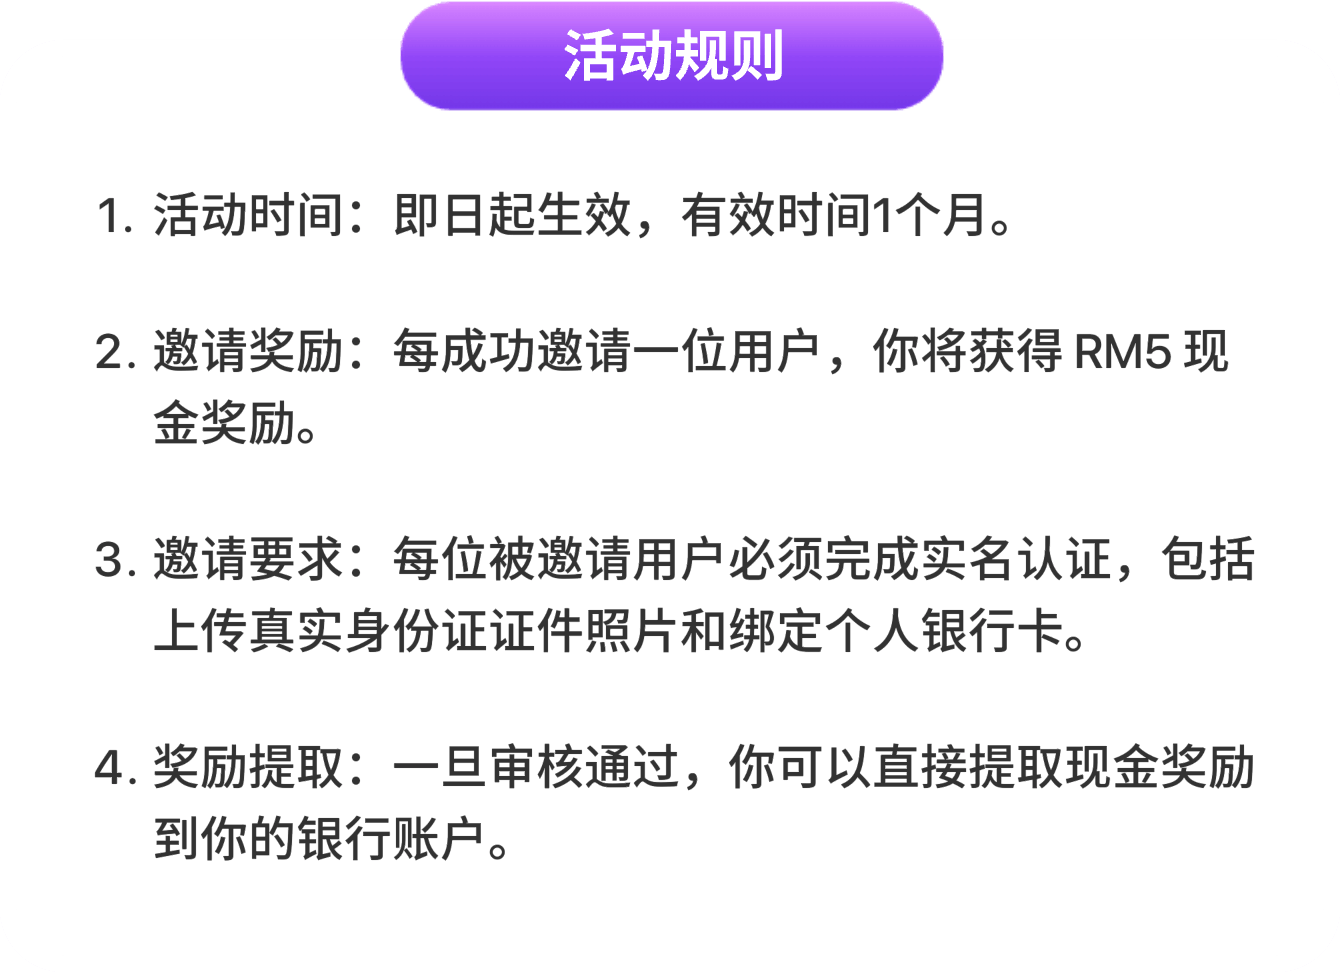 活动规则
1. 活动时间：即日起生效，有效时间1个月。
2. 邀请奖励：每成功邀请一位用户，你将获得 RM5 现
金奖励。
3. 邀请要求：每位被邀请用户必须完成实名认证，包括
上传真实身份证证件照片和绑定个人银行卡。
4. 奖励提取：一旦审核通过，你可以直接提取现金奖励
到你的银行账户。